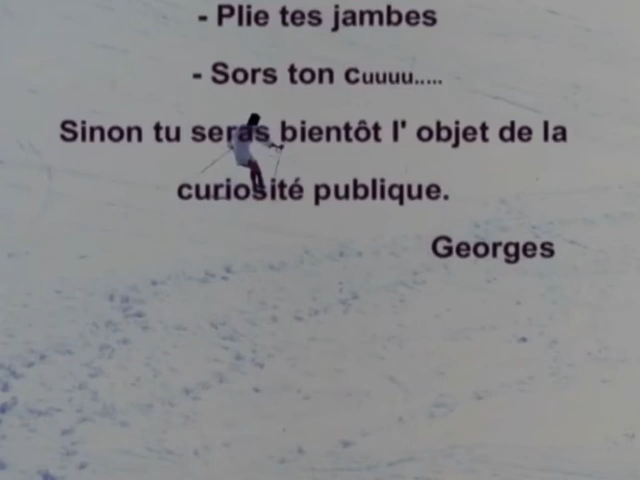 - Plie tes jambes
- Sors ton cuuuu.....
Sinon tu seras bientôt l' objet de la
curiosité publique.
Georges